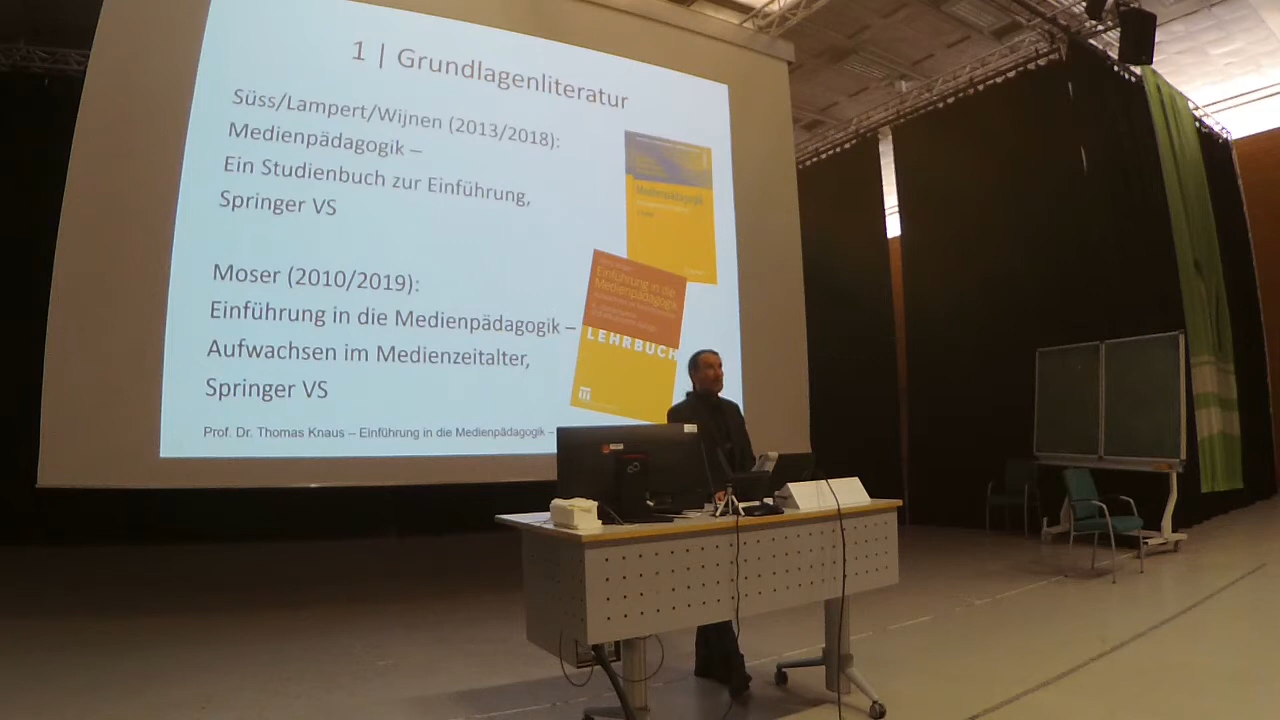 1 | Grundlagenliteratur
Süss/Lampert/Wijnen (2013/2018):
Medienpädagogik –
Ein Studienbuch zur Einführung,
Springer VS
Moser (2010/2019):
Einführung in die Medienpädagogik –
Aufwachsen im Medienzeitalter,
Springer VS
Prof. Dr. Thomas Knaus – Einführung in die Medienpädagogik –
Medienpädagogik
Einführung in die
Medienpädagogik
LEHRBUCH